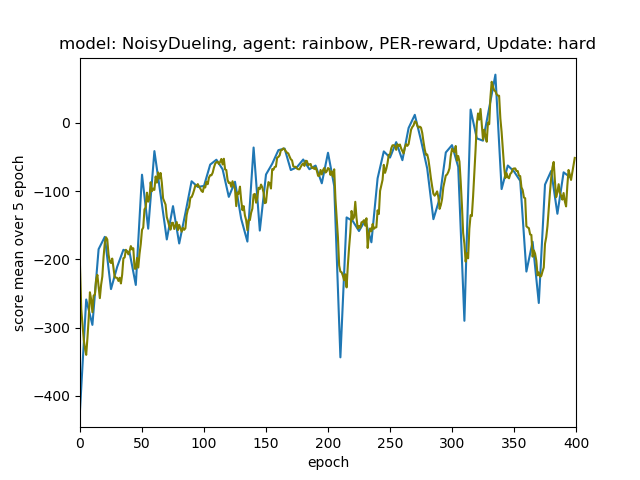 model: NoisyDueling, agent: rainbow, PER-reward, Update: hard
score mean over 5 epoch
0
−100
−200
−300
−400
0 50 100 150 200 250 300 350 400
epoch